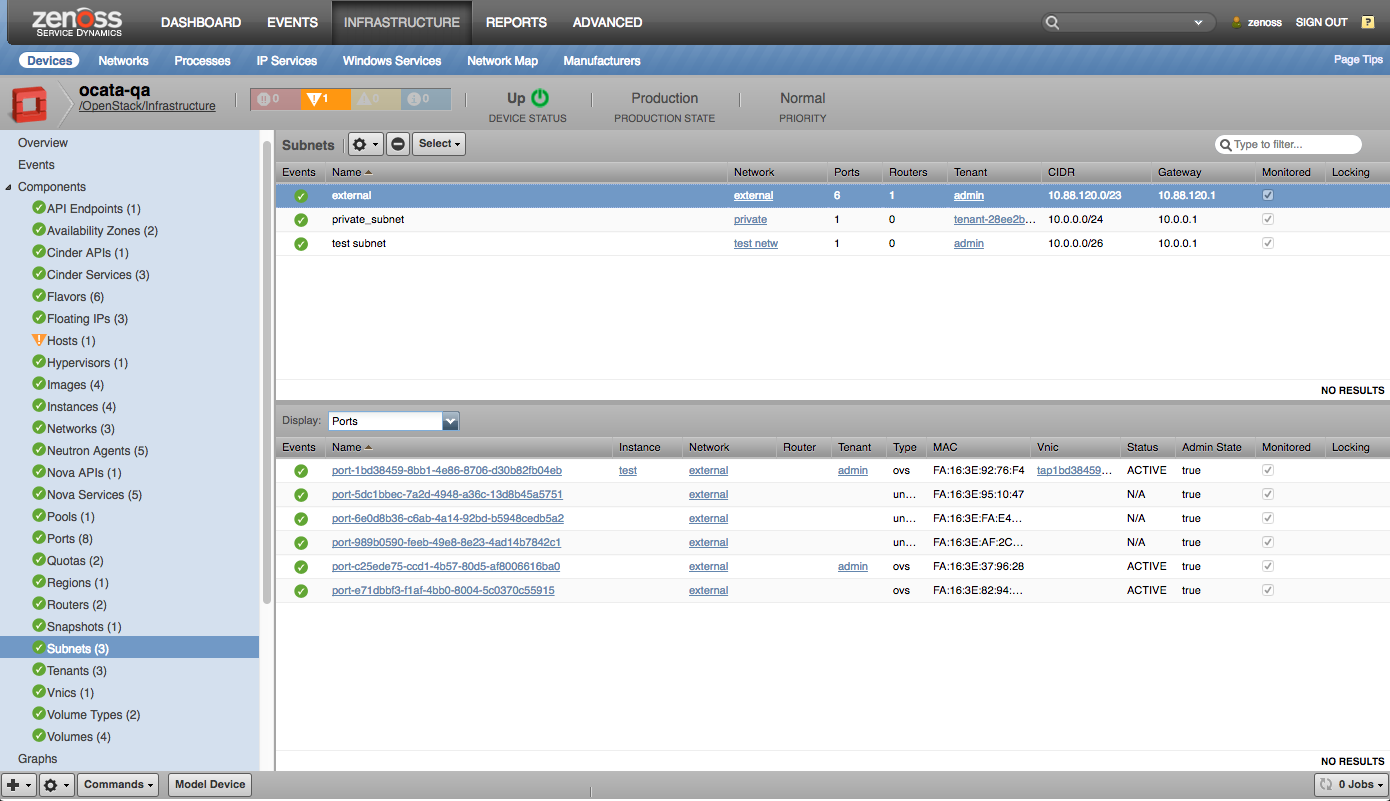 zenoss
SERVICE DYNAMICS
DASHBOARD EVENTS INFRASTRUCTURE REPORTS ADVANCED
zenoss SIGN OUT ?
Devices Networks Processes IP Services Windows Services Network Map Manufacturers Page Tips
ocata-qa
/OpenStack/Infrastructure
0 1 0 0
Up
DEVICE STATUS
Production
PRODUCTION STATE
Normal
PRIORITY
Overview
Events
Components
API Endpoints (1)
Availability Zones (2)
Cinder APIs (1)
Cinder Services (3)
Flavors (6)
Floating IPs (3)
Hosts (1)
Hypervisors (1)
Images (4)
Instances (4)
Networks (3)
Neutron Agents (5)
Nova APIs (1)
Nova Services (5)
Pools (1)
Ports (8)
Quotas (2)
Regions (1)
Routers (2)
Snapshots (1)
Subnets (3)
Tenants (3)
Vnics (1)
Volume Types (2)
Volumes (4)
Graphs
Subnets Select Type to filter...
Events Name Network Ports Routers Tenant CIDR Gateway Monitored Locking
external external 6 1 admin 10.88.120.0/23 10.88.120.1
private_subnet private 1 0 tenant-28ee2b... 10.0.0.0/24 10.0.0.1
test subnet test netw 1 0 admin 10.0.0.0/26 10.0.0.1
NO RESULTS
Display: Ports
Events Name Instance Network Router Tenant Type MAC Vnic Status Admin State Monitored Locking
port-1bd38459-8bb1-4e86-8706-d30b82fb04eb test external admin ovs FA:16:3E:92:76:F4 tap1bd38459... ACTIVE true
port-5dc1bbec-7a2d-4948-a36c-13d8b45a5751 external un... FA:16:3E:95:10:47 N/A true
port-6e0d8b36-c6ab-4a14-92bd-b5948cedb5a2 external un... FA:16:3E:FA:E4... N/A true
port-989b0590-feeb-49e8-8e23-4ad14b7842c1 external un... FA:16:3E:AF:2C... N/A true
port-c25ede75-ccd1-4b57-80d5-af8006616ba0 external admin ovs FA:16:3E:37:96:28 ACTIVE true
port-e71dbbf3-f1af-4bb0-8004-5c0370c55915 external ovs FA:16:3E:82:94:... ACTIVE true
NO RESULTS
Commands Model Device 0 Jobs